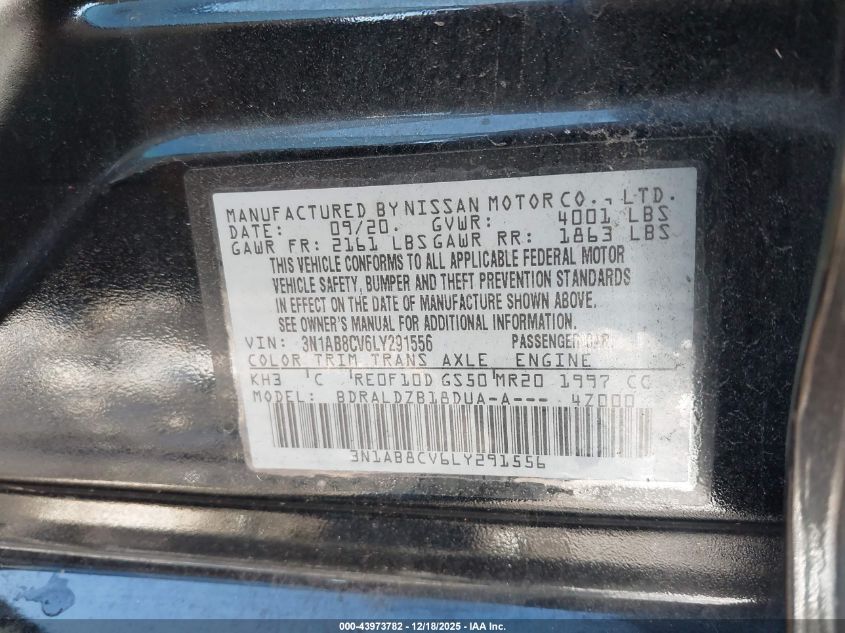 MANUFACTURED BY NISSAN MOTOR CO., LTD.
DATE: 09/20. GVWR: 4001 LBS
GAWR FR: 2161 LBS GAWR RR: 1863 LBS
THIS VEHICLE CONFORMS TO ALL APPLICABLE FEDERAL MOTOR
VEHICLE SAFETY, BUMPER AND THEFT PREVENTION STANDARDS
IN EFFECT ON THE DATE OF MANUFACTURE SHOWN ABOVE.
SEE OWNER'S MANUAL FOR ADDITIONAL INFORMATION.
VIN: 3N1AB8CV6LY291556 PASSENGER CAR
COLOR TRIM TRANS AXLE ENGINE
KH3 C RE0F10D GS50 MR20 1997 CC
MODEL: BDRALDZB18DUA-A--- 47000
3N1AB8CV6LY291556
000-43973782 - 12/18/2025 - IAA Inc.